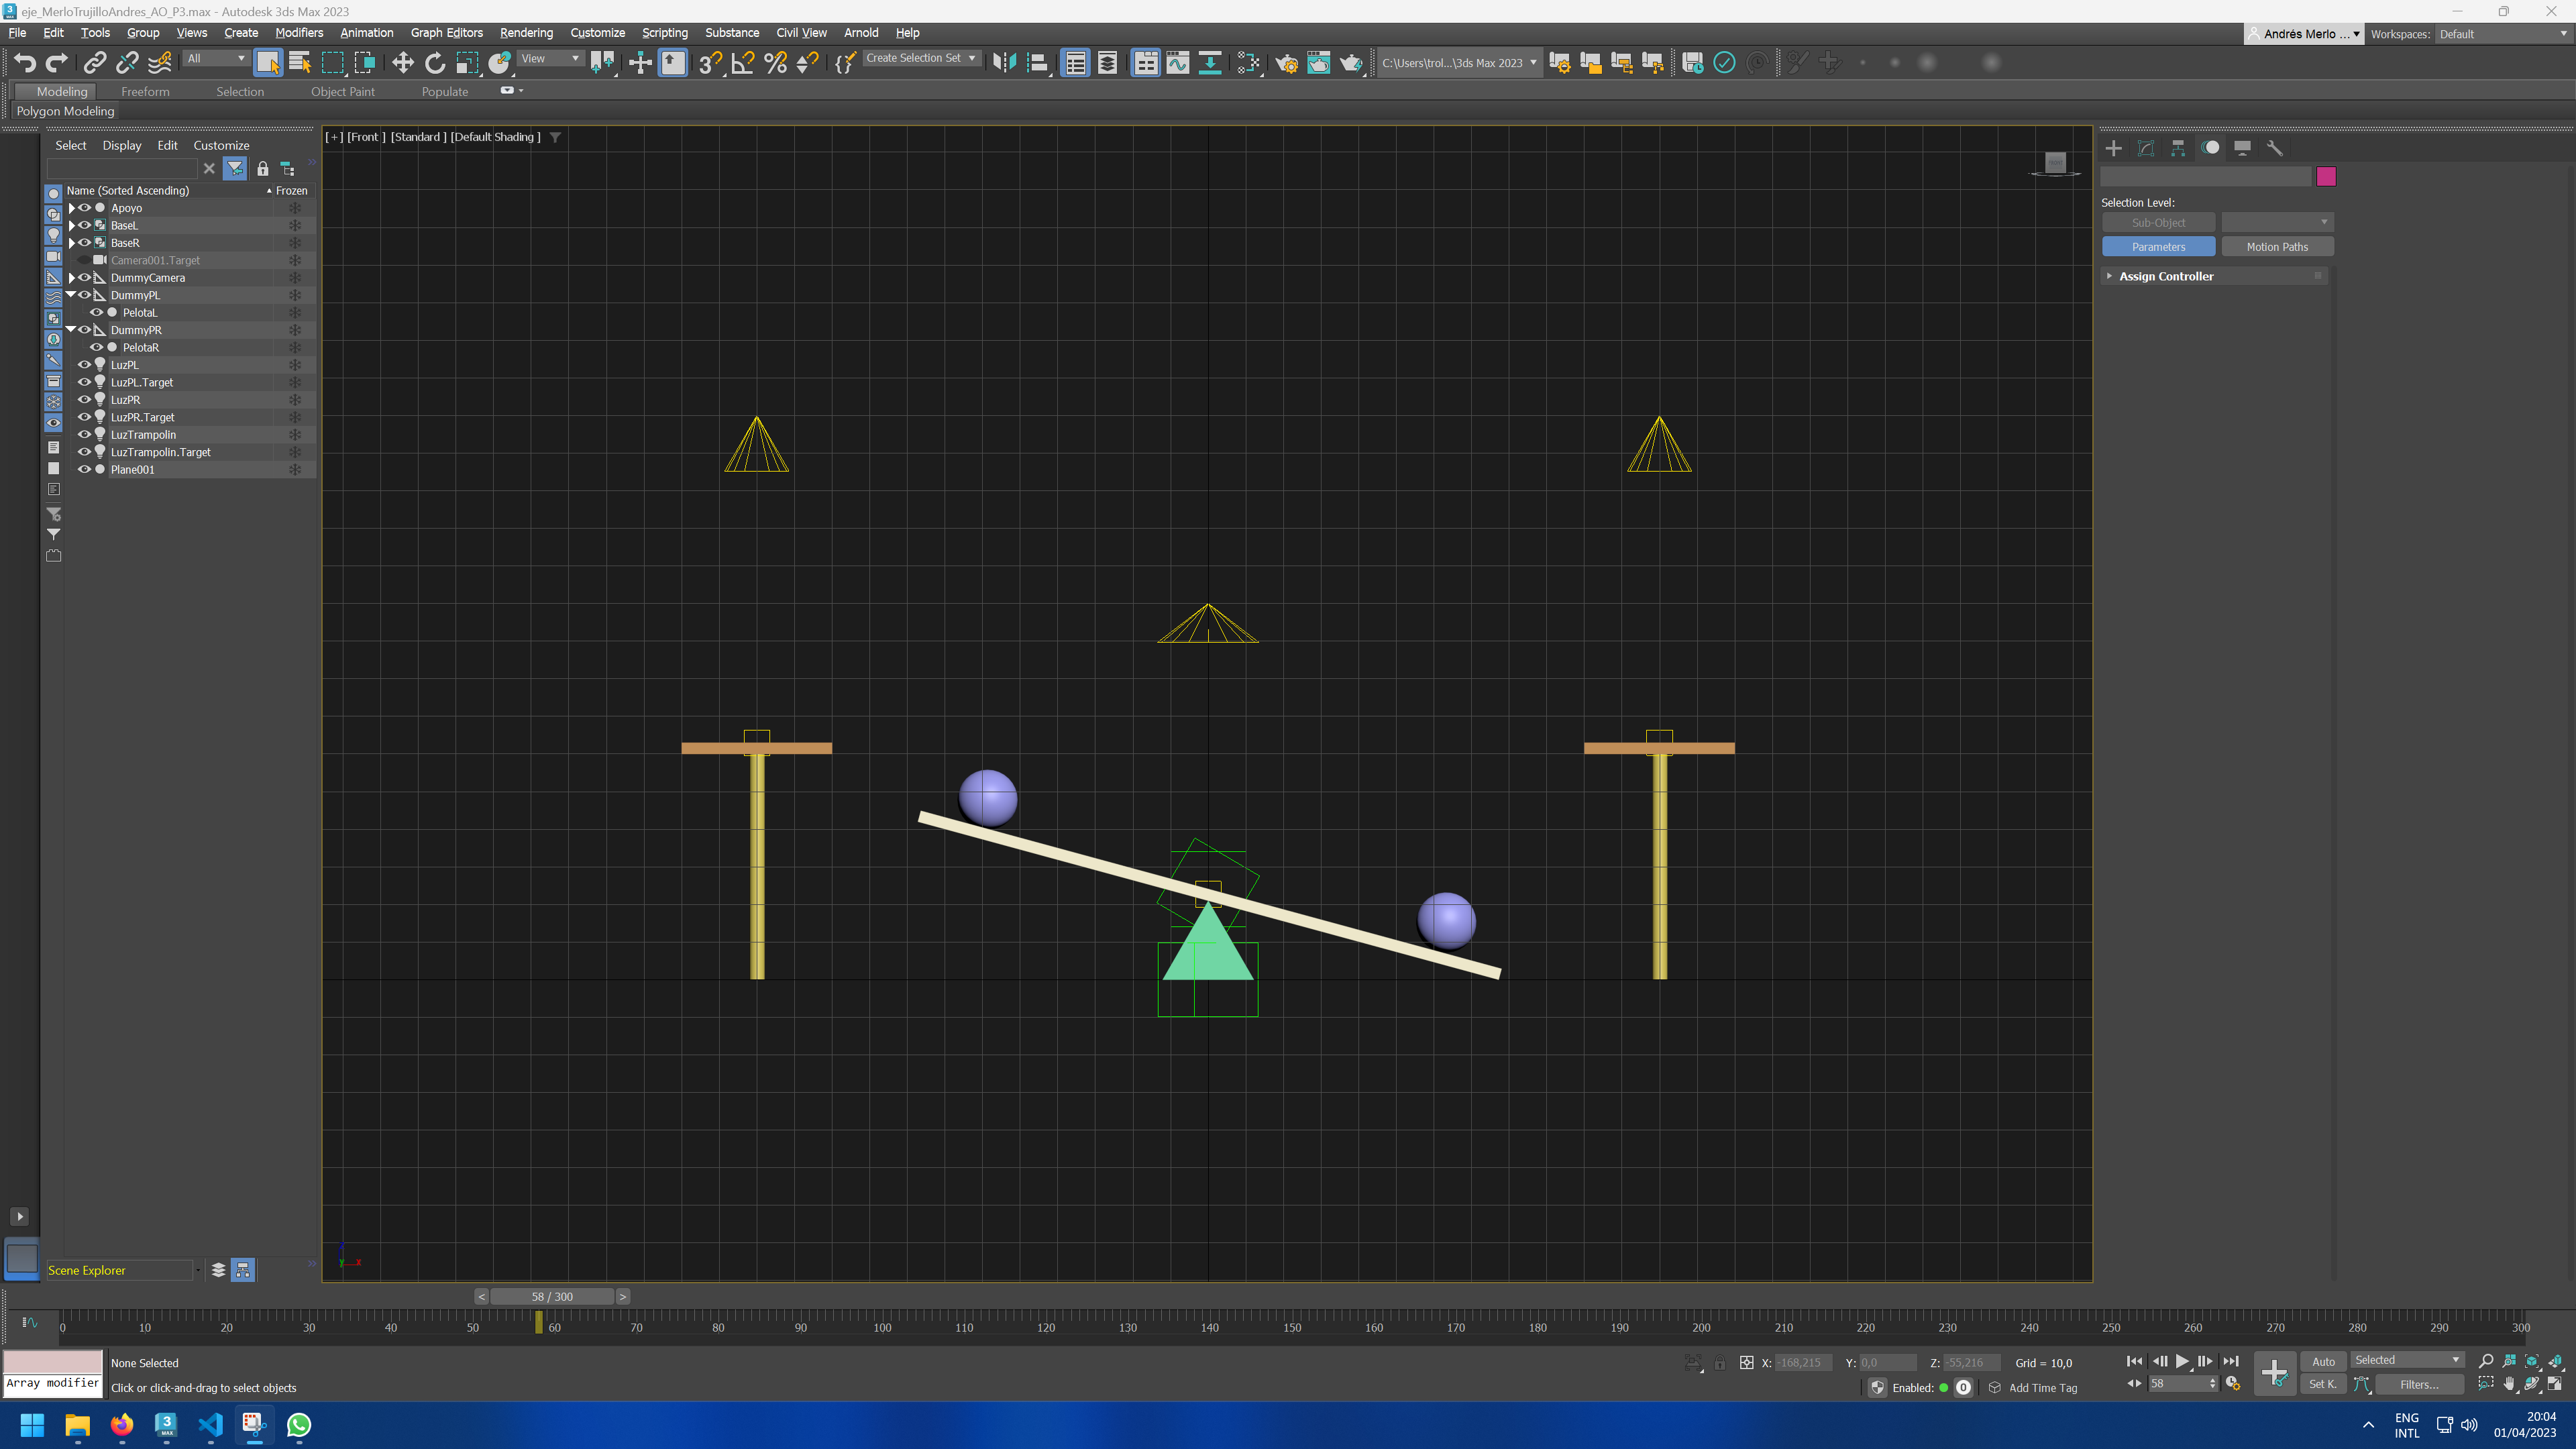 eje_MerloTrujilloAndres_AO_P3.max - Autodesk 3ds Max 2023
File Edit Tools Group Views Create Modifiers Animation Graph Editors Rendering Customize Scripting Substance Civil View Arnold Help
Andrés Merlo ... Workspaces: Default
All View Create Selection Set C:\Users\trol...\3ds Max 2023
Modeling Freeform Selection Object Paint Populate
Polygon Modeling
Select Display Edit Customize
[+] [Front ] [Standard ] [Default Shading ]
Name (Sorted Ascending) Frozen
Apoyo
BaseL
BaseR
Camera001.Target
DummyCamera
DummyPL
PelotaL
DummyPR
PelotaR
LuzPL
LuzPL.Target
LuzPR
LuzPR.Target
LuzTrampolin
LuzTrampolin.Target
Plane001
Selection Level:
Sub-Object
Parameters Motion Paths
Assign Controller
Scene Explorer
z
y x
< 58 / 300 >
0 10 20 30 40 50 60 70 80 90 100 110 120 130 140 150 160 170 180 190 200 210 220 230 240 250 260 270 280 290 300
None Selected
Array modifier
Click or click-and-drag to select objects
X: -168,215 Y: 0,0 Z: -55,216 Grid = 10,0
Enabled: 0 Add Time Tag
58
Auto Selected
Set K. Filters...
ENG
INTL
20:04
01/04/2023